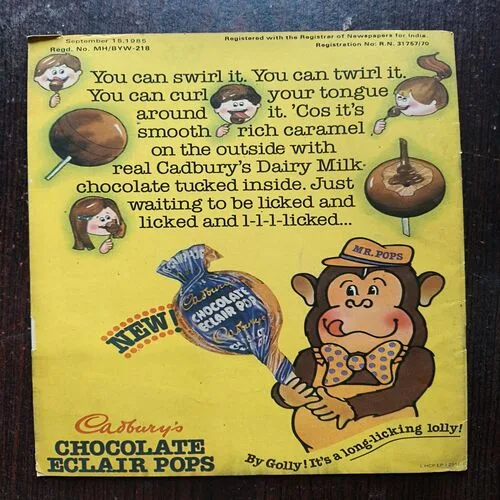 September 15, 1985
Registered with the Registrar of Newspapers for India
Regd. No. MH/BYW-218
Registration No: R.N. 31757/70
You can swirl it. You can twirl it.
You can curl your tongue
around it. 'Cos it's
smooth rich caramel
on the outside with
real Cadbury's Dairy Milk
chocolate tucked inside. Just
waiting to be licked and
licked and l-l-l-licked...
MR. POPS
Cadbury's
CHOCOLATE
ECLAIR POP
Cadbury's
NEW!
Cadbury's
CHOCOLATE
ECLAIR POPS
By Golly! It's a long-licking lolly!